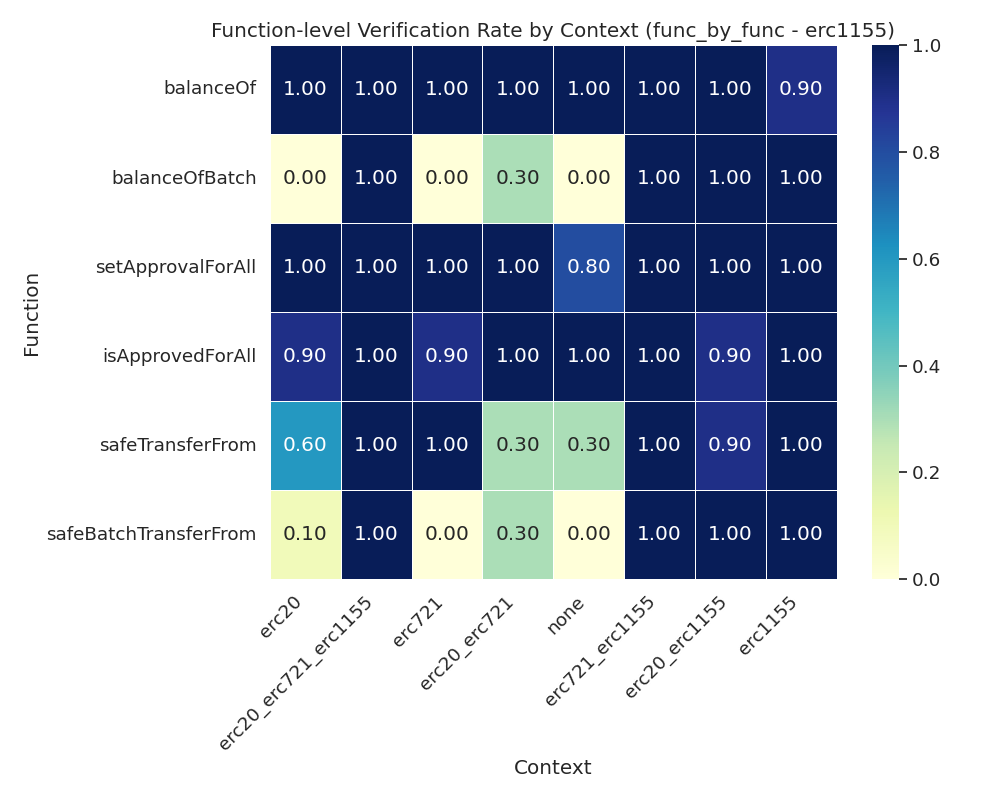 Function-level Verification Rate by Context (func_by_func - erc1155)
Function
balanceOf 1.00 1.00 1.00 1.00 1.00 1.00 1.00 0.90
balanceOfBatch 0.00 1.00 0.00 0.30 0.00 1.00 1.00 1.00
setApprovalForAll 1.00 1.00 1.00 1.00 0.80 1.00 1.00 1.00
isApprovedForAll 0.90 1.00 0.90 1.00 1.00 1.00 0.90 1.00
safeTransferFrom 0.60 1.00 1.00 0.30 0.30 1.00 0.90 1.00
safeBatchTransferFrom 0.10 1.00 0.00 0.30 0.00 1.00 1.00 1.00
erc20
erc20_erc721_erc1155
erc721
erc20_erc721
none
erc721_erc1155
erc20_erc1155
erc1155
Context
1.0
0.8
0.6
0.4
0.2
0.0